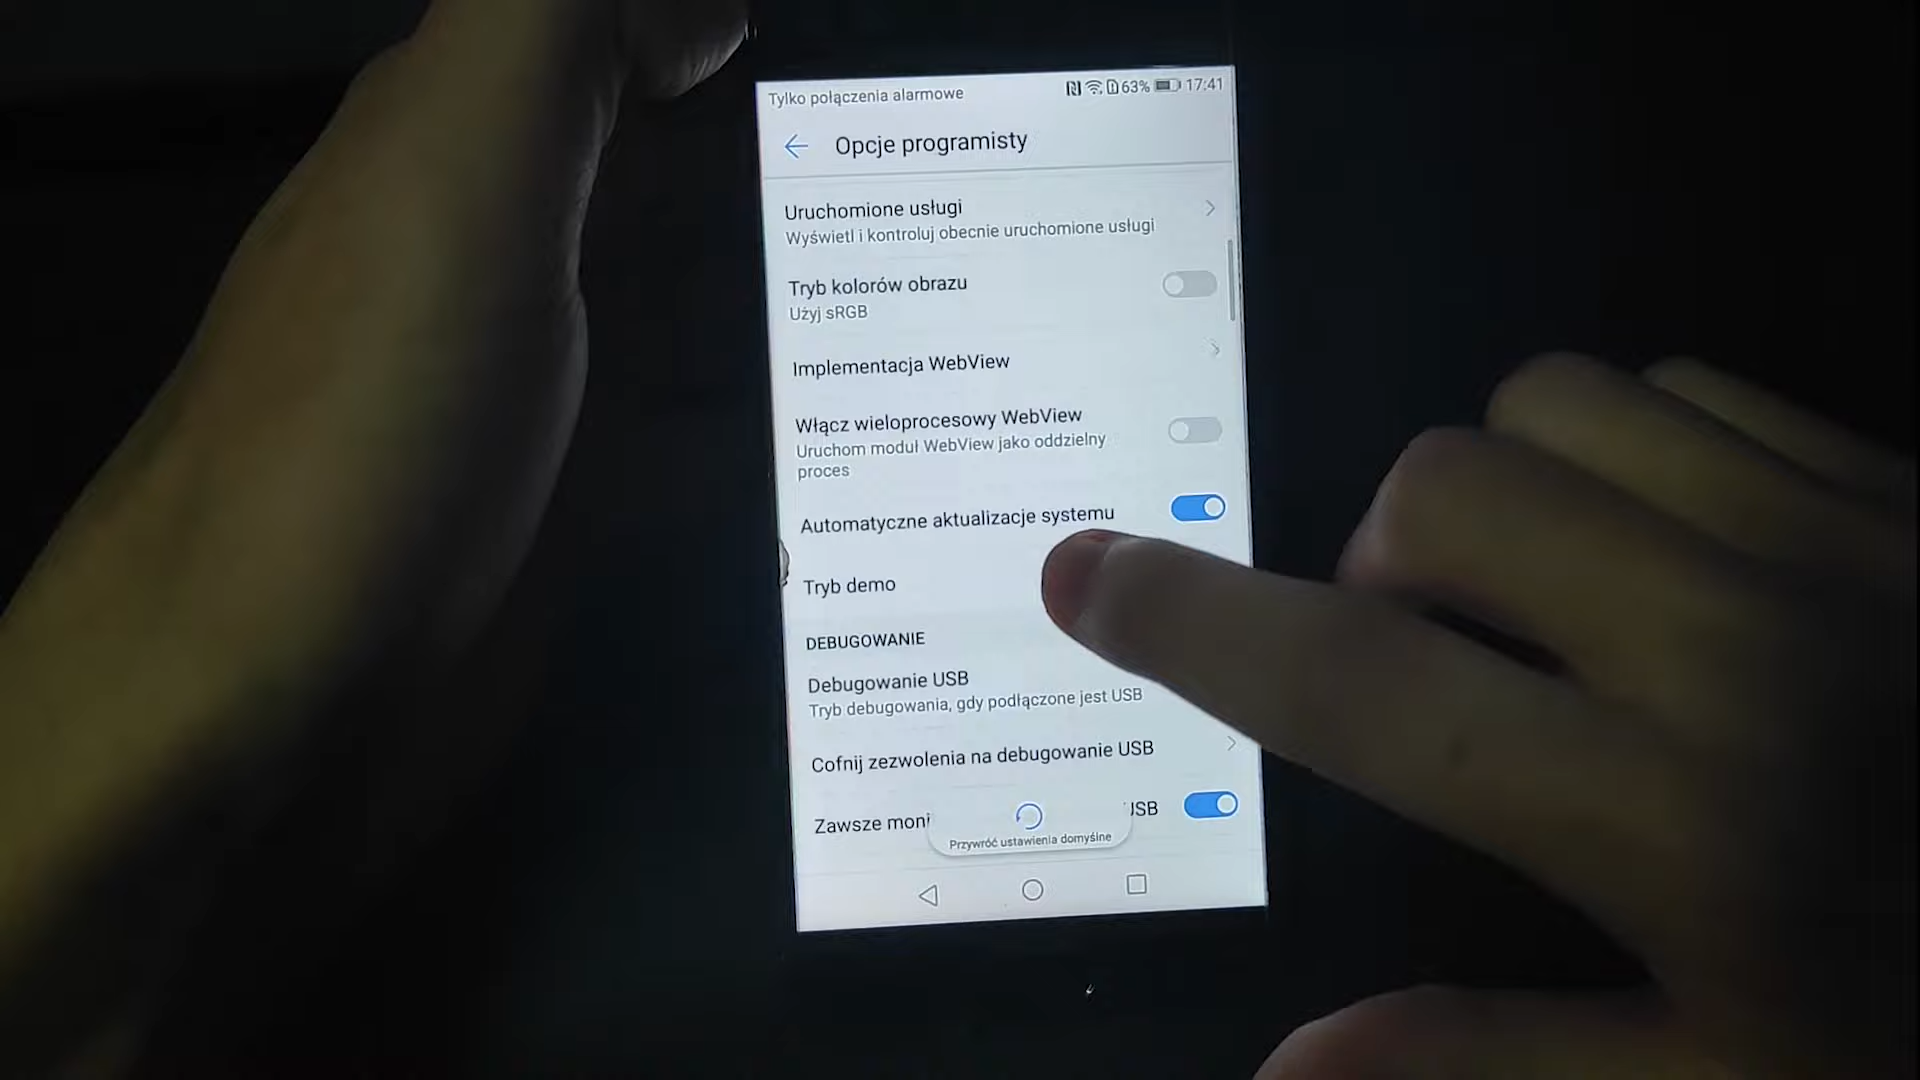 Tylko połączenia alarmowe 63% 17:41
Opcje programisty
Uruchomione usługi
Wyświetl i kontroluj obecnie uruchomione usługi
Tryb kolorów obrazu
Użyj sRGB
Implementacja WebView
Włącz wieloprocesowy WebView
Uruchom moduł WebView jako oddzielny
proces
Automatyczne aktualizacje systemu
Tryb demo
DEBUGOWANIE
Debugowanie USB
Tryb debugowania, gdy podłączone jest USB
Cofnij zezwolenia na debugowanie USB
Zawsze moni USB
Przywróć ustawienia domyślne